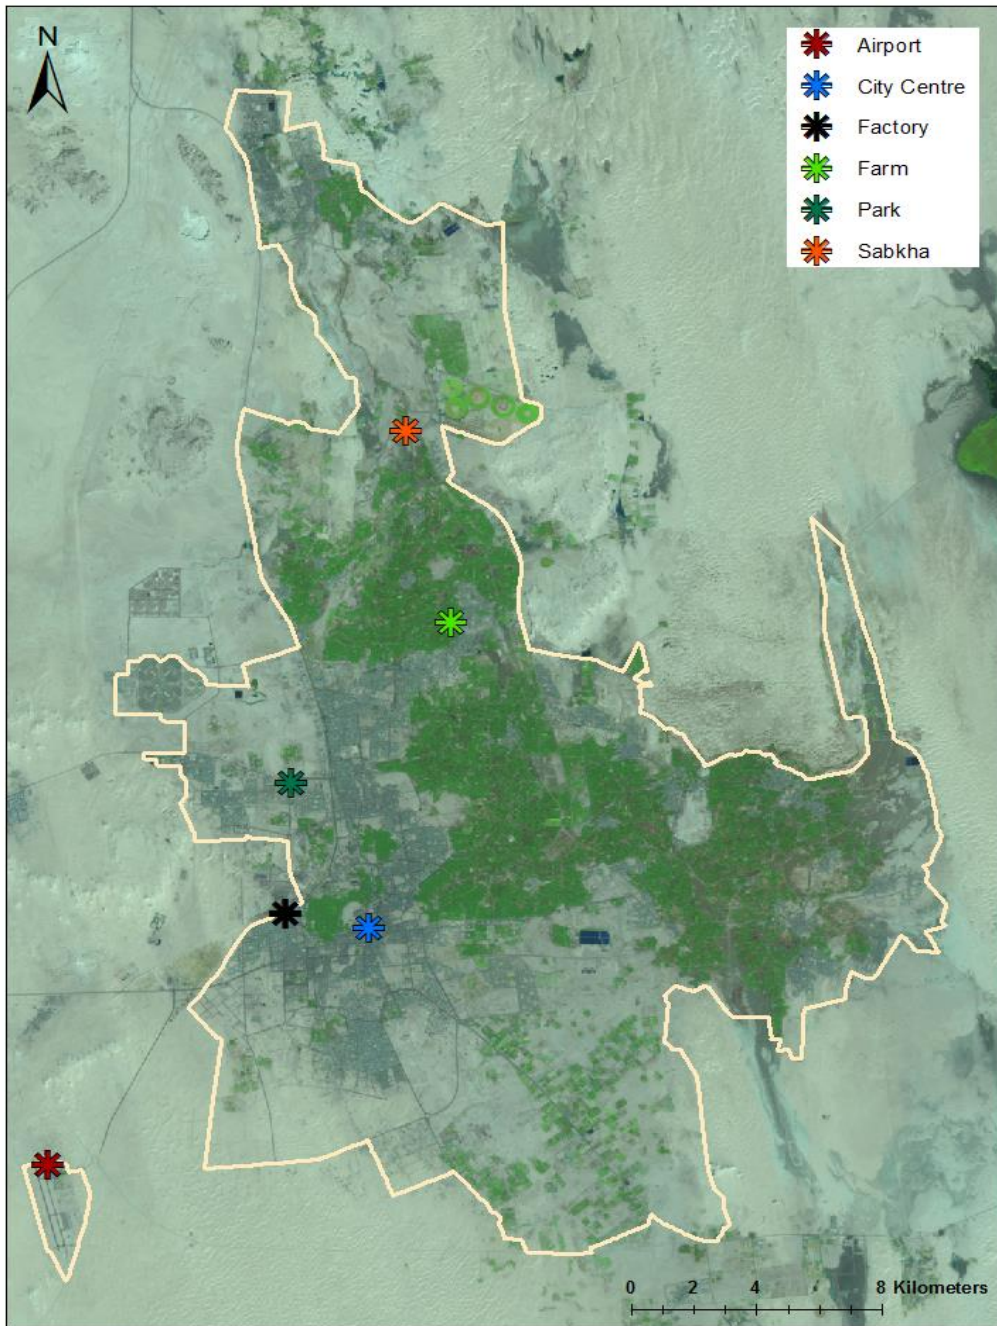 N
Airport
City Centre
Factory
Farm
Park
Sabkha
0 2 4 8 Kilometers